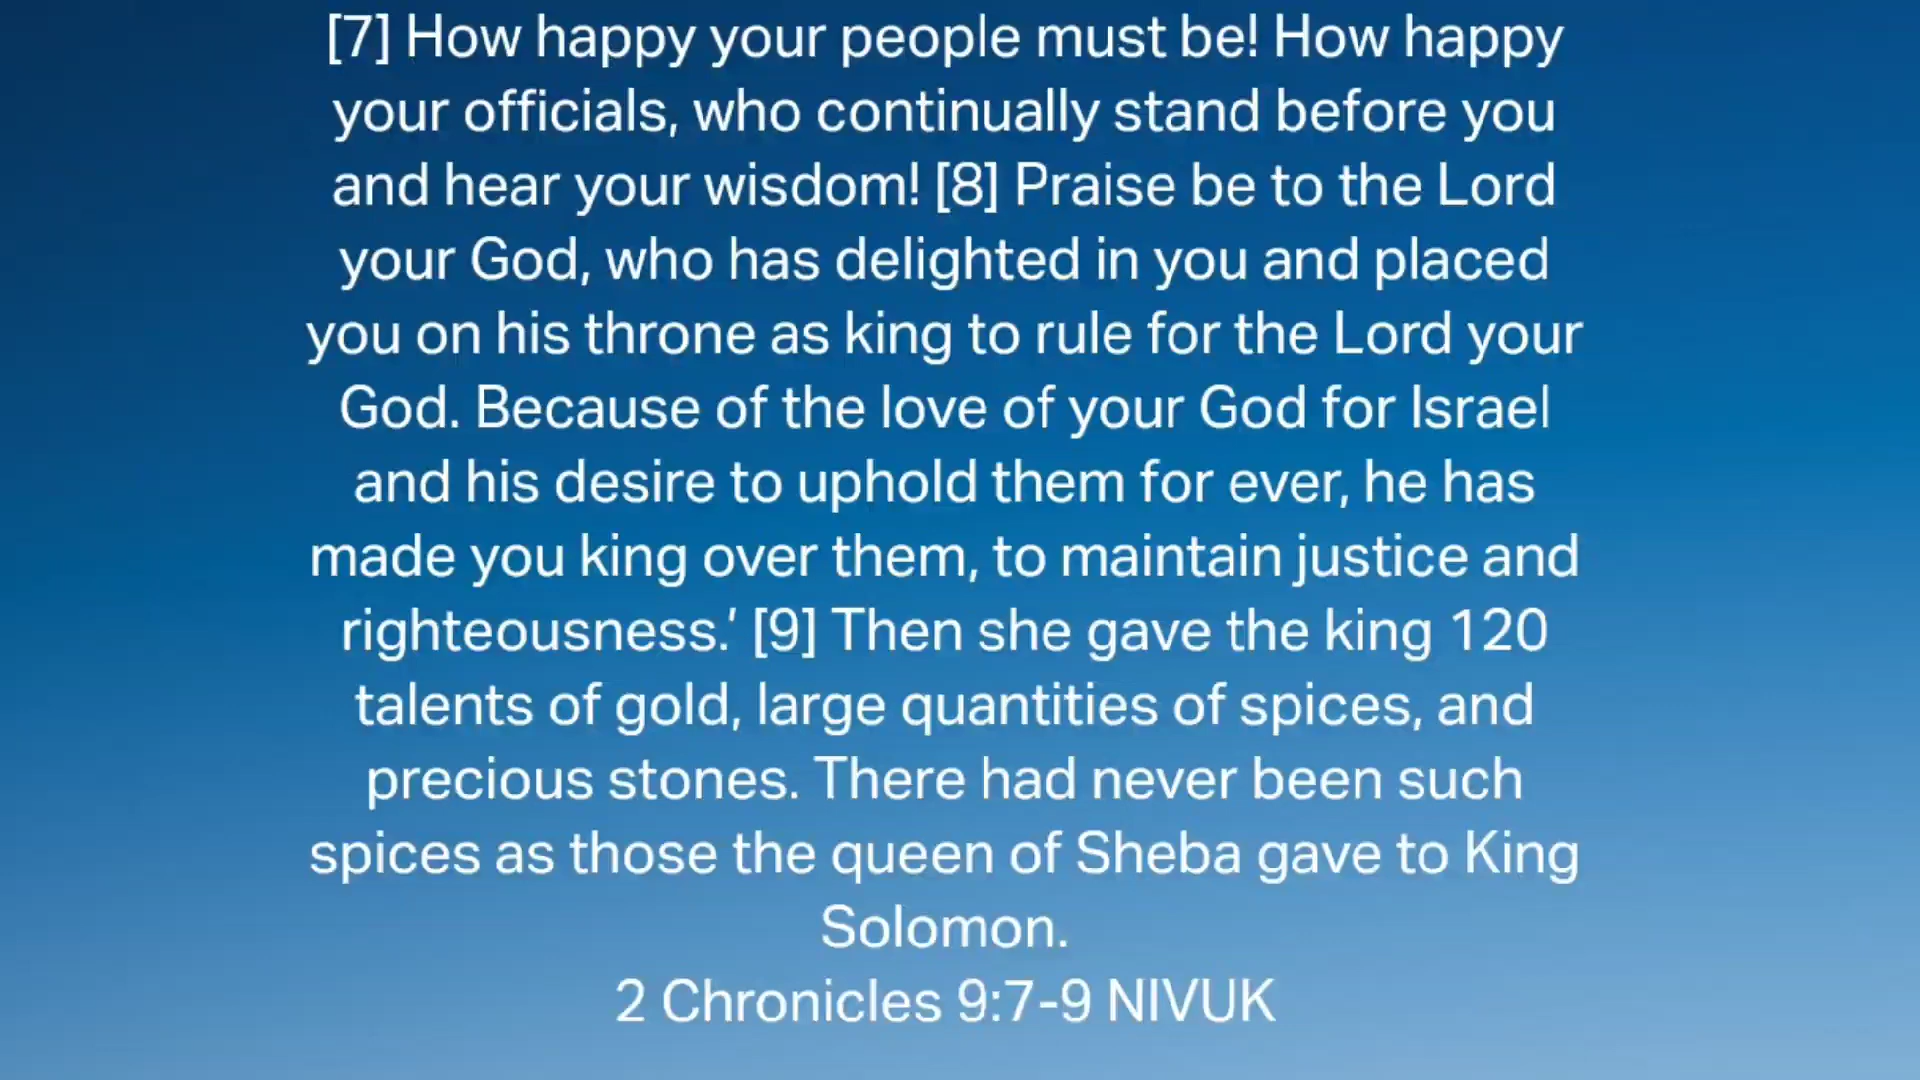 [7] How happy your people must be! How happy
your officials, who continually stand before you
and hear your wisdom! [8] Praise be to the Lord
your God, who has delighted in you and placed
you on his throne as king to rule for the Lord your
God. Because of the love of your God for Israel
and his desire to uphold them for ever, he has
made you king over them, to maintain justice and
righteousness.’ [9] Then she gave the king 120
talents of gold, large quantities of spices, and
precious stones. There had never been such
spices as those the queen of Sheba gave to King
Solomon.
2 Chronicles 9:7-9 NIVUK